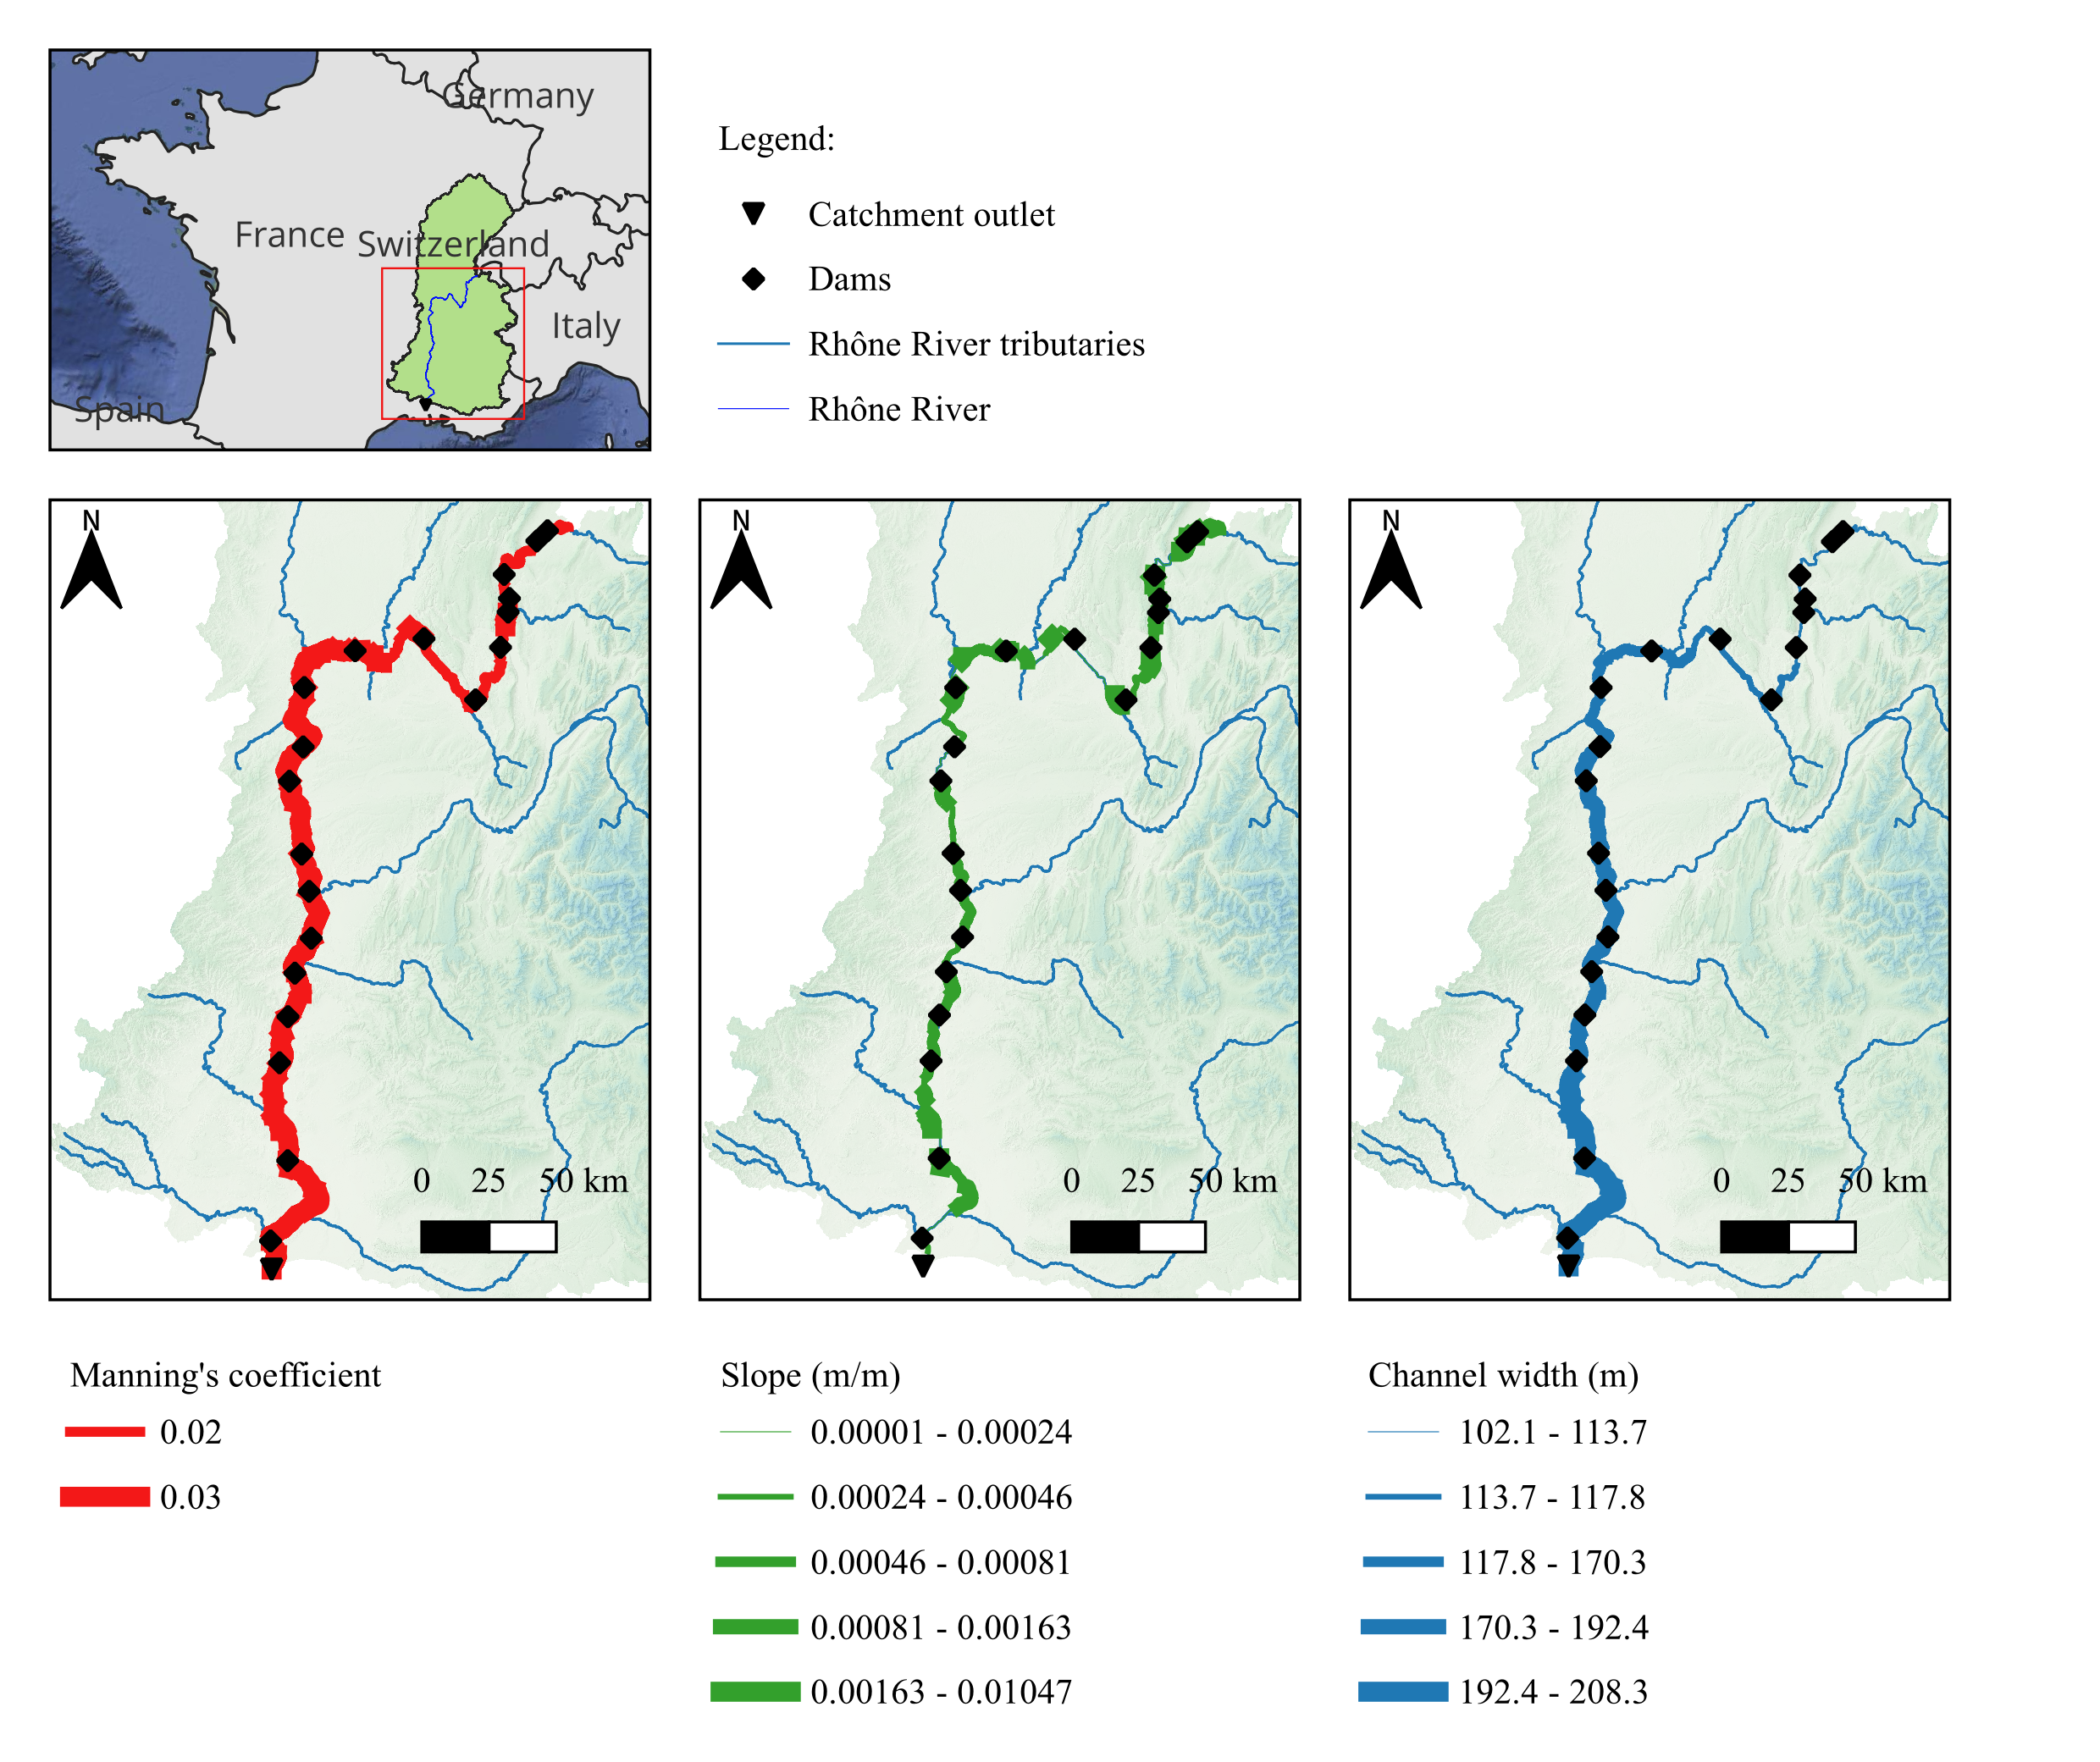 Germany
France
Switzerland
Italy
Spain
Legend:
Catchment outlet
Dams
Rhône River tributaries
Rhône River
N
0 25 50 km
N
0 25 50 km
N
0 25 50 km
Manning's coefficient
0.02
0.03
Slope (m/m)
0.00001 - 0.00024
0.00024 - 0.00046
0.00046 - 0.00081
0.00081 - 0.00163
0.00163 - 0.01047
Channel width (m)
102.1 - 113.7
113.7 - 117.8
117.8 - 170.3
170.3 - 192.4
192.4 - 208.3